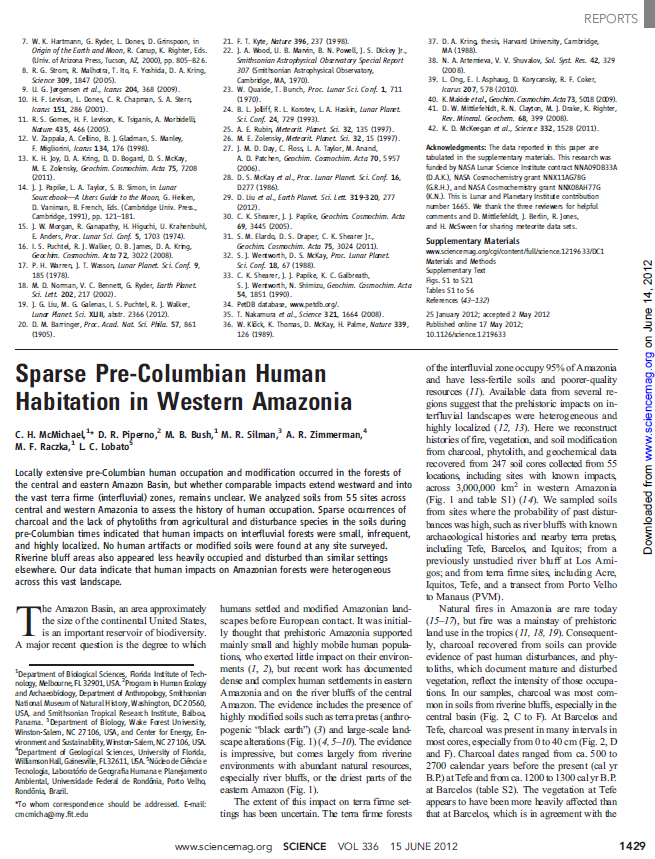 REPORTS
7. W. K. Hartmann, G. Ryder, L. Dones, D. Grinspoon, in
Origin of the Earth and Moon, R. Canup, K. Righter, Eds.
(Univ. of Arizona Press, Tucson, AZ, 2000), pp. 805–826.
8. R. G. Strom, R. Malhotra, T. Ito, F. Yoshida, D. A. Kring,
Science 309, 1847 (2005).
9. U. G. Jørgensen et al., Icarus 204, 368 (2009).
10. H. F. Levison, L. Dones, C. R. Chapman, S. A. Stern,
Icarus 151, 286 (2001).
11. R. S. Gomes, H. F. Levison, K. Tsiganis, A. Morbidelli,
Nature 435, 466 (2005).
12. V. Zappala, A. Cellino, B. J. Gladman, S. Manley,
F. Migliorini, Icarus 134, 176 (1998).
13. K. H. Joy, D. A. Kring, D. D. Bogard, D. S. McKay,
M. E. Zolensky, Geochim. Cosmochim. Acta 75, 7208
(2011).
14. J. J. Papike, L. A. Taylor, S. B. Simon, in Lunar
Sourcebook—A Users Guide to the Moon, G. Heiken,
D. Vaniman, B. French, Eds. (Cambridge Univ. Press.,
Cambridge, 1991), pp. 121–181.
15. J. W. Morgan, R. Ganapathy, H. Higuchi, U. Krahenbuhl,
E. Anders, Proc. Lunar Sci. Conf. 5, 1703 (1974).
16. I. S. Puchtel, R. J. Walker, O. B. James, D. A. Kring,
Geochim. Cosmochim. Acta 72, 3022 (2008).
17. P. H. Warren, J. T. Wasson, Lunar Planet. Sci. Conf. 9,
185 (1978).
18. M. D. Norman, V. C. Bennett, G. Ryder, Earth Planet.
Sci. Lett. 202, 217 (2002).
19. J. G. Liu, M. G. Galenas, I. S. Puchtel, R. J. Walker,
Lunar Planet. Sci. XLIII, abstr. 2366 (2012).
20. D. M. Barringer, Proc. Acad. Nat. Sci. Phila. 57, 861
(1905).
21. F. T. Kyte, Nature 396, 237 (1998).
22. J. A. Wood, U. B. Marvin, B. N. Powell, J. S. Dickey Jr.,
Smithsonian Astrophysical Observatory Special Report
307 (Smithsonian Astrophysical Observatory,
Cambridge, MA, 1970).
23. W. Quaide, T. Bunch, Proc. Lunar Sci. Conf. 1, 711
(1970).
24. B. L. Jolliff, R. L. Korotev, L. A. Haskin, Lunar Planet.
Sci. Conf. 24, 729 (1993).
25. A. E. Rubin, Meteorit. Planet. Sci. 32, 135 (1997).
26. M. E. Zolensky, Meteorit. Planet. Sci. 32, 15 (1997).
27. J. M. D. Day, C. Floss, L. A. Taylor, M. Anand,
A. D. Patchen, Geochim. Cosmochim. Acta 70, 5957
(2006).
28. D. S. McKay et al., Proc. Lunar Planet. Sci. Conf. 16,
D277 (1986).
29. D. Liu et al., Earth Planet. Sci. Lett. 319-320, 277
(2012).
30. C. K. Shearer, J. J. Papike, Geochim. Cosmochim. Acta
69, 3445 (2005).
31. S. M. Elardo, D. S. Draper, C. K. Shearer Jr.,
Geochim. Cosmochim. Acta 75, 3024 (2011).
32. S. J. Wentworth, D. S. McKay, Proc. Lunar Planet.
Sci. Conf. 18, 67 (1988).
33. C. K. Shearer, J. J. Papike, K. C. Galbreath,
S. J. Wentworth, N. Shimizu, Geochim. Cosmochim. Acta
54, 1851 (1990).
34. PetDB database, www.petdb.org/.
35. T. Nakamura et al., Science 321, 1664 (2008).
36. W. Klöck, K. Thomas, D. McKay, H. Palme, Nature 339,
126 (1989).
37. D. A. Kring, thesis, Harvard University, Cambridge,
MA (1988).
38. N. A. Artemieva, V. V. Shuvalov, Sol. Syst. Res. 42, 329
(2008).
39. L. Ong, E. I. Asphaug, D. Korycansky, R. F. Coker,
Icarus 207, 578 (2010).
40. K. Makide et al., Geochim. Cosmochim. Acta 73, 5018 (2009).
41. D. W. Mittlefehldt, R. N. Clayton, M. J. Drake, K. Righter,
Rev. Mineral. Geochem. 68, 399 (2008).
42. K. D. McKeegan et al., Science 332, 1528 (2011).
Acknowledgments: The data reported in this paper are
tabulated in the supplementary materials. This research was
funded by NASA Lunar Science Institute contract NNA09DB33A
(D.A.K.), NASA Cosmochemistry grant NNX11AG78G
(G.R.H.), and NASA Cosmochemistry grant NNX08AH77G
(K.N.). This is Lunar and Planetary Institute contribution
number 1665. We thank the three reviewers for helpful
comments and D. Mittlefehldt, J. Berlin, R. Jones,
and H. McSween for sharing meteorite data sets.
Supplementary Materials
www.sciencemag.org/cgi/content/full/science.1219633/DC1
Materials and Methods
Supplementary Text
Figs. S1 to S21
Tables S1 to S6
References (43–132)
25 January 2012; accepted 2 May 2012
Published online 17 May 2012;
10.1126/science.1219633
Sparse Pre-Columbian Human
Habitation in Western Amazonia
C. H. McMichael,1* D. R. Piperno,2 M. B. Bush,1 M. R. Silman,3 A. R. Zimmerman,4
M. F. Raczka,1 L. C. Lobato5
Locally extensive pre-Columbian human occupation and modification occurred in the forests of
the central and eastern Amazon Basin, but whether comparable impacts extend westward and into
the vast terra firme (interfluvial) zones, remains unclear. We analyzed soils from 55 sites across
central and western Amazonia to assess the history of human occupation. Sparse occurrences of
charcoal and the lack of phytoliths from agricultural and disturbance species in the soils during
pre-Columbian times indicated that human impacts on interfluvial forests were small, infrequent,
and highly localized. No human artifacts or modified soils were found at any site surveyed.
Riverine bluff areas also appeared less heavily occupied and disturbed than similar settings
elsewhere. Our data indicate that human impacts on Amazonian forests were heterogeneous
across this vast landscape.
The Amazon Basin, an area approximately
the size of the continental United States,
is an important reservoir of biodiversity.
A major recent question is the degree to which
1Department of Biological Sciences, Florida Institute of Tech-
nology, Melbourne, FL 32901, USA. 2Program in Human Ecology
and Archaeobiology, Department of Anthropology, Smithsonian
National Museum of Natural History, Washington, DC 20560,
USA, and Smithsonian Tropical Research Institute, Balboa,
Panama. 3Department of Biology, Wake Forest University,
Winston-Salem, NC 27106, USA, and Center for Energy, En-
vironment and Sustainability, Winston-Salem, NC 27106, USA.
4Department of Geological Sciences, University of Florida,
Williamson Hall, Gainesville, FL 32611, USA. 5Núcleo de Ciência e
Tecnologia, Laboratório de Geografia Humana e Planejamento
Ambiental, Universidade Federal de Rondônia, Porto Velho,
Rondônia, Brazil.
*To whom correspondence should be addressed. E-mail:
cmcmicha@my.fit.edu
humans settled and modified Amazonian land-
scapes before European contact. It was initial-
ly thought that prehistoric Amazonia supported
mainly small and highly mobile human popula-
tions, who exerted little impact on their environ-
ments (1, 2), but recent work has documented
dense and complex human settlements in eastern
Amazonia and on the river bluffs of the central
Amazon. The evidence includes the presence of
highly modified soils such as terra pretas (anthro-
pogenic “black earth”) (3) and large-scale land-
scape alterations (Fig. 1) (4, 5–10). The evidence
is impressive, but comes largely from riverine
environments with abundant natural resources,
especially river bluffs, or the driest parts of the
eastern Amazon (Fig. 1).
The extent of this impact on terra firme set-
tings has been uncertain. The terra firme forests
of the interfluvial zone occupy 95% of Amazonia
and have less-fertile soils and poorer-quality
resources (11). Available data from several re-
gions suggest that the prehistoric impacts on in-
terfluvial landscapes were heterogeneous and
highly localized (12, 13). Here we reconstruct
histories of fire, vegetation, and soil modification
from charcoal, phytolith, and geochemical data
recovered from 247 soil cores collected from 55
locations, including sites with known impacts,
across 3,000,000 km2 in western Amazonia
(Fig. 1 and table S1) (14). We sampled soils
from sites where the probability of past distur-
bances was high, such as river bluffs with known
archaeological histories and nearby terra pretas,
including Tefe, Barcelos, and Iquitos; from a
previously unstudied river bluff at Los Ami-
gos; and from terra firme sites, including Acre,
Iquitos, Tefe, and a transect from Porto Velho
to Manaus (PVM).
Natural fires in Amazonia are rare today
(15–17), but fire was a mainstay of prehistoric
land use in the tropics (11, 18, 19). Consequent-
ly, charcoal recovered from soils can provide
evidence of past human disturbances, and phy-
toliths, which document mature and disturbed
vegetation, reflect the intensity of those occupa-
tions. In our samples, charcoal was most com-
mon in soils from riverine bluffs, especially in the
central basin (Fig. 2, C to F). At Barcelos and
Tefe, charcoal was present in many intervals in
most cores, especially from 0 to 40 cm (Fig. 2, D
and F). Charcoal dates ranged from ca. 500 to
2700 calendar years before the present (cal yr
B.P.) at Tefe and from ca. 1200 to 1300 cal yr B.P.
at Barcelos (table S2). The vegetation at Tefe
appears to have been more heavily affected than
that at Barcelos, which is in agreement with the
www.sciencemag.org SCIENCE VOL 336 15 JUNE 2012 1429
Downloaded from www.sciencemag.org on June 14, 2012